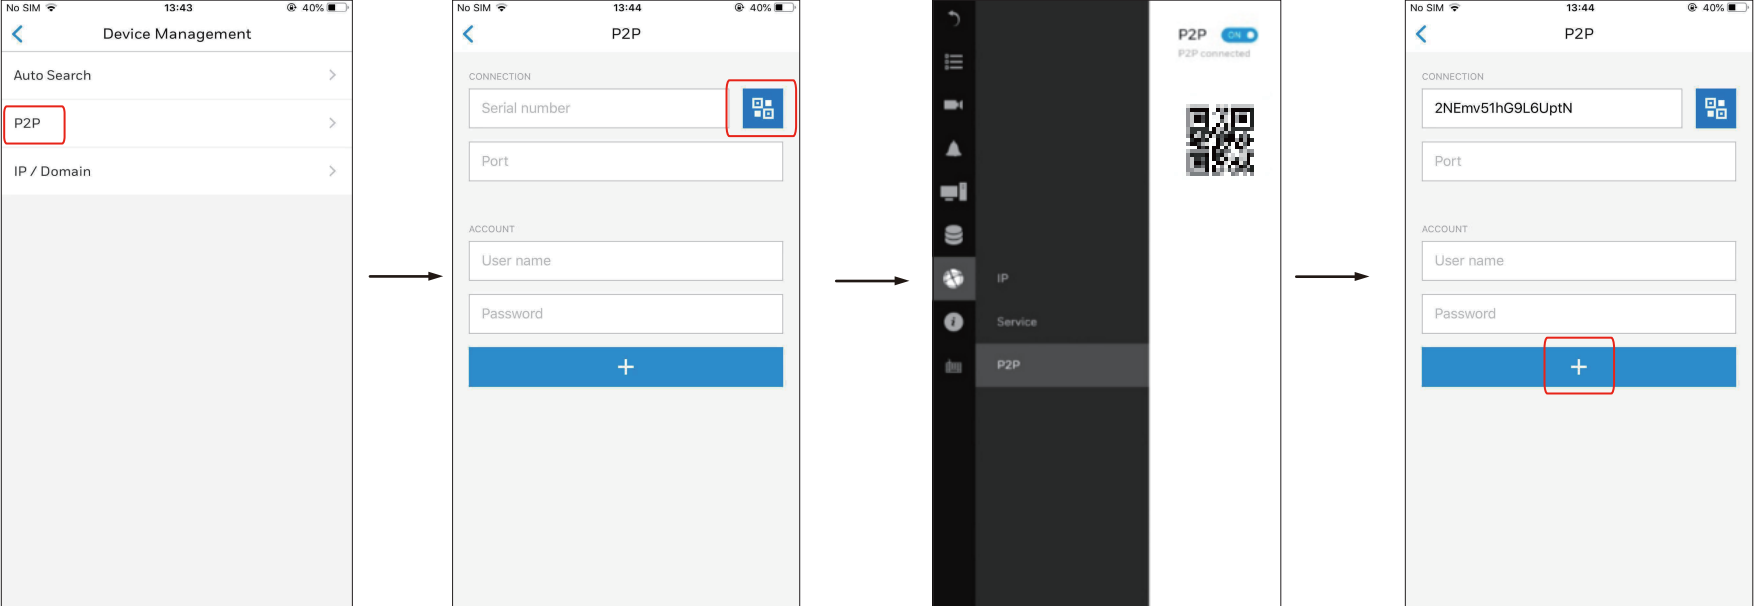 No SIM 13:43 40%
Device Management
Auto Search
P2P
IP / Domain
No SIM 13:44 40%
P2P
CONNECTION
Serial number
Port
ACCOUNT
User name
Password
+
P2P ON
P2P connected
IP
Service
P2P
No SIM 13:44 40%
P2P
CONNECTION
2NEmv51hG9L6UptN
Port
ACCOUNT
User name
Password
+